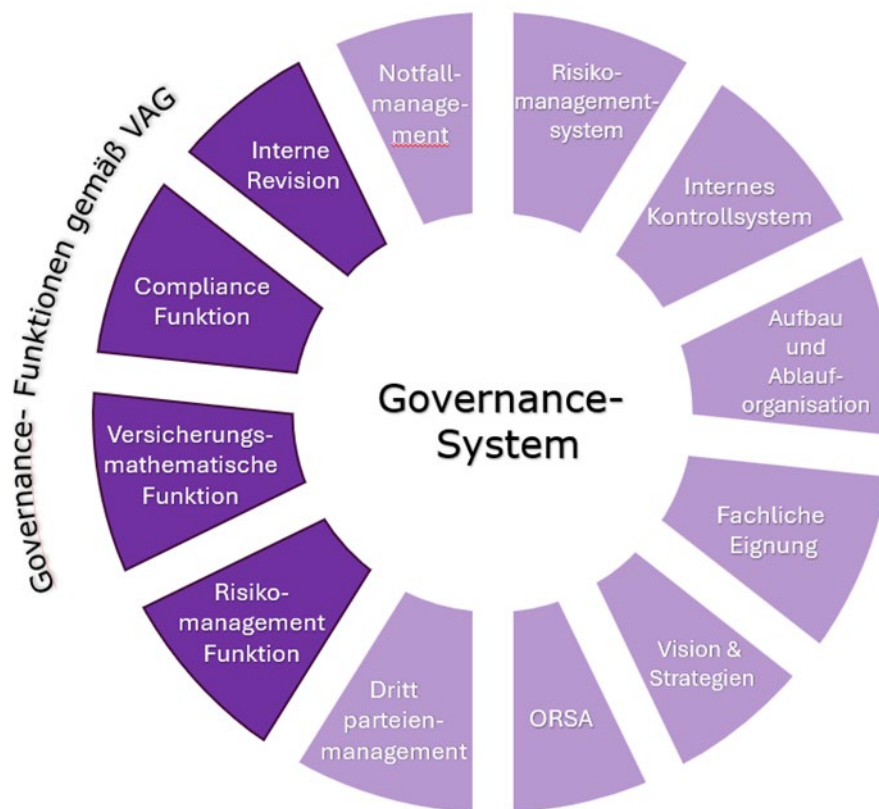 Governance- Funktionen gemäß VAG
Notfall-
manage-
ment
Risiko-
management-
system
Internes
Kontrollsystem
Aufbau
und
Ablauf-
organisation
Fachliche
Eignung
Vision &
Strategien
ORSA
Dritt
parteien-
management
Risiko-
management
Funktion
Versicherungs-
mathematische
Funktion
Compliance
Funktion
Interne
Revision
Governance-
System